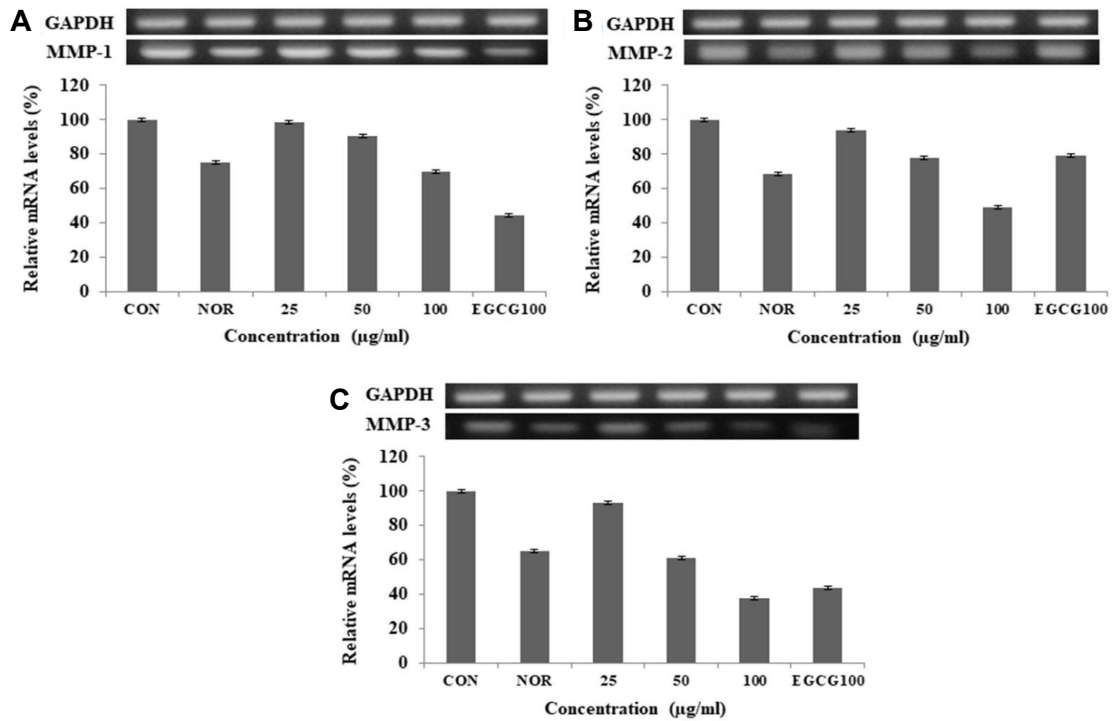 A
GAPDH
MMP-1
Relative mRNA levels (%)
120
100
80
60
40
20
0
CON NOR 25 50 100 EGCG100
Concentration (µg/ml)
B
GAPDH
MMP-2
Relative mRNA levels (%)
120
100
80
60
40
20
0
CON NOR 25 50 100 EGCG100
Concentration (µg/ml)
C
GAPDH
MMP-3
Relative mRNA levels (%)
120
100
80
60
40
20
0
CON NOR 25 50 100 EGCG100
Concentration (µg/ml)